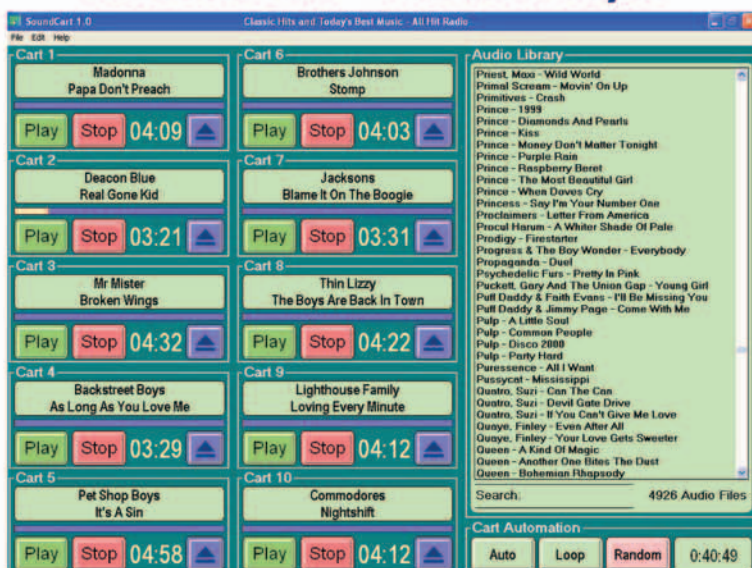 SoundCart 1.0
Classic Hits and Today's Best Music - All Hit Radio
File Edit Help
Cart 1
Madonna
Papa Don't Preach
Play Stop 04:09
Cart 2
Deacon Blue
Real Gone Kid
Play Stop 03:21
Cart 3
Mr Mister
Broken Wings
Play Stop 04:32
Cart 4
Backstreet Boys
As Long As You Love Me
Play Stop 03:29
Cart 5
Pet Shop Boys
It's A Sin
Play Stop 04:58
Cart 6
Brothers Johnson
Stomp
Play Stop 04:03
Cart 7
Jacksons
Blame It On The Boogie
Play Stop 03:31
Cart 8
Thin Lizzy
The Boys Are Back In Town
Play Stop 04:22
Cart 9
Lighthouse Family
Loving Every Minute
Play Stop 04:12
Cart 10
Commodores
Nightshift
Play Stop 04:12
Audio Library
Priest, Maxi - Wild World
Primal Scream - Movin' On Up
Primitives - Crash
Prince - 1999
Prince - Diamonds And Pearls
Prince - Kiss
Prince - Money Don't Matter Tonight
Prince - Purple Rain
Prince - Raspberry Beret
Prince - The Most Beautiful Girl
Prince - When Doves Cry
Princess - Say I'm Your Number One
Proclaimers - Letter From America
Procul Harum - A Whiter Shade Of Pale
Prodigy - Firestarter
Progress & The Boy Wonder - Everybody
Propaganda - Duel
Psychedelic Furs - Pretty In Pink
Puckett, Gary And The Union Gap - Young Girl
Puff Daddy & Faith Evans - I'll Be Missing You
Puff Daddy & Jimmy Page - Come With Me
Pulp - A Little Soul
Pulp - Common People
Pulp - Disco 2000
Pulp - Party Hard
Puressence - All I Want
Pussycat - Mississippi
Quatro, Suzi - Can The Can
Quatro, Suzi - Devil Gate Drive
Quatro, Suzi - If You Can't Give Me Love
Quaye, Finley - Even After All
Quaye, Finley - Your Love Gets Sweeter
Queen - A Kind Of Magic
Queen - Another One Bites The Dust
Queen - Bohemian Rhapsody
Search: 4926 Audio Files
Cart Automation
Auto Loop Random 0:40:49